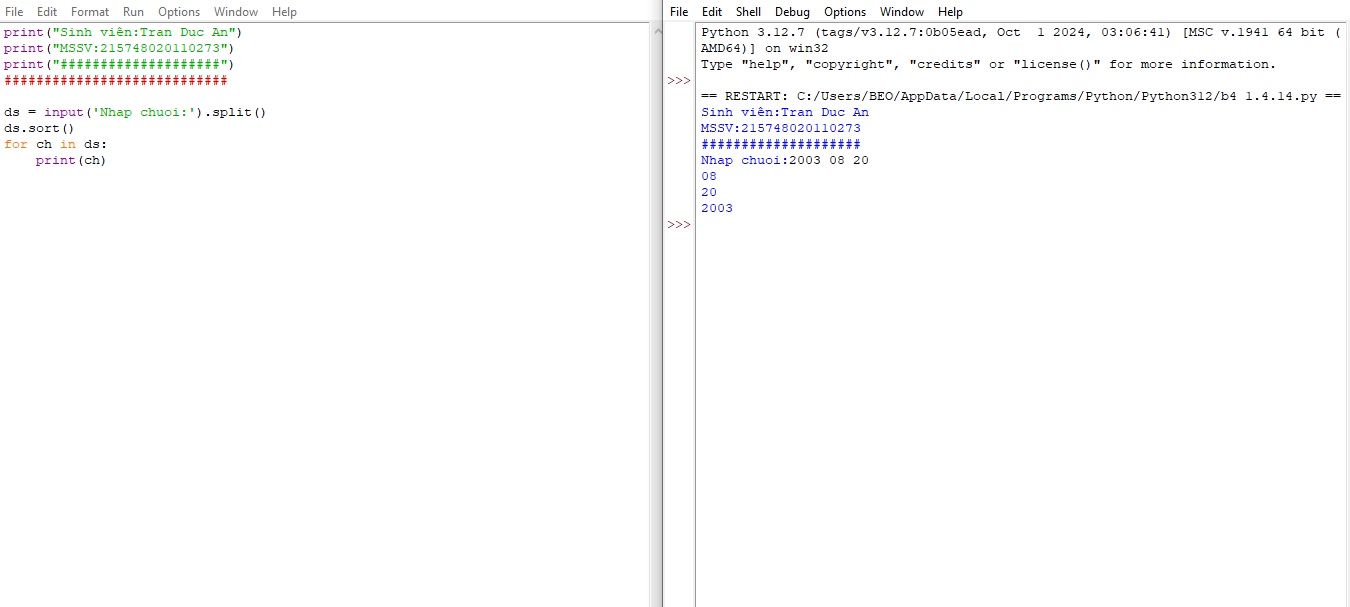 File Edit Format Run Options Window Help
print("Sinh viên:Tran Duc An")
print("MSSV:215748020110273")
print("####################")
############################
ds = input('Nhap chuoi:').split()
ds.sort()
for ch in ds:
    print(ch)
File Edit Shell Debug Options Window Help
Python 3.12.7 (tags/v3.12.7:0b05ead, Oct  1 2024, 03:06:41) [MSC v.1941 64 bit (
AMD64)] on win32
Type "help", "copyright", "credits" or "license()" for more information.
>>>
== RESTART: C:/Users/BEO/AppData/Local/Programs/Python/Python312/b4 1.4.14.py ==
Sinh viên:Tran Duc An
MSSV:215748020110273
####################
Nhap chuoi:2003 08 20
08
20
2003
>>>